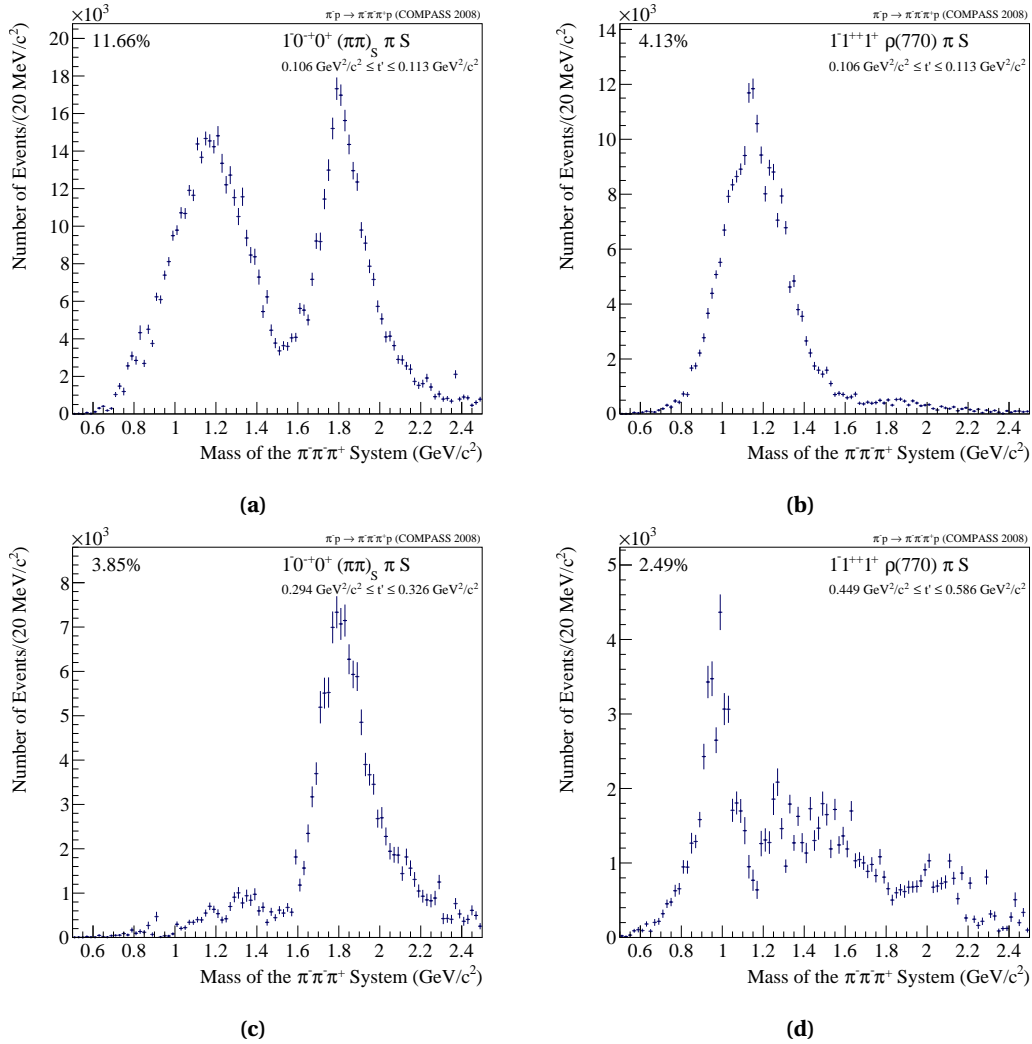 π⁻p → π⁻π⁻π⁺p (COMPASS 2008)
×10³
11.66%
1⁻0⁻⁺0⁺ (ππ)_S π S
0.106 GeV²/c² ≤ t' ≤ 0.113 GeV²/c²
Number of Events/(20 MeV/c²)
20
18
16
14
12
10
8
6
4
2
0
0.6 0.8 1 1.2 1.4 1.6 1.8 2 2.2 2.4
Mass of the π⁻π⁻π⁺ System (GeV/c²)
(a)
π⁻p → π⁻π⁻π⁺p (COMPASS 2008)
×10³
4.13%
1⁻1⁺⁺1⁺ ρ(770) π S
0.106 GeV²/c² ≤ t' ≤ 0.113 GeV²/c²
Number of Events/(20 MeV/c²)
14
12
10
8
6
4
2
0
0.6 0.8 1 1.2 1.4 1.6 1.8 2 2.2 2.4
Mass of the π⁻π⁻π⁺ System (GeV/c²)
(b)
π⁻p → π⁻π⁻π⁺p (COMPASS 2008)
×10³
3.85%
1⁻0⁻⁺0⁺ (ππ)_S π S
0.294 GeV²/c² ≤ t' ≤ 0.326 GeV²/c²
Number of Events/(20 MeV/c²)
8
7
6
5
4
3
2
1
0
0.6 0.8 1 1.2 1.4 1.6 1.8 2 2.2 2.4
Mass of the π⁻π⁻π⁺ System (GeV/c²)
(c)
π⁻p → π⁻π⁻π⁺p (COMPASS 2008)
×10³
2.49%
1⁻1⁺⁺1⁺ ρ(770) π S
0.449 GeV²/c² ≤ t' ≤ 0.586 GeV²/c²
Number of Events/(20 MeV/c²)
5
4
3
2
1
0
0.6 0.8 1 1.2 1.4 1.6 1.8 2 2.2 2.4
Mass of the π⁻π⁻π⁺ System (GeV/c²)
(d)